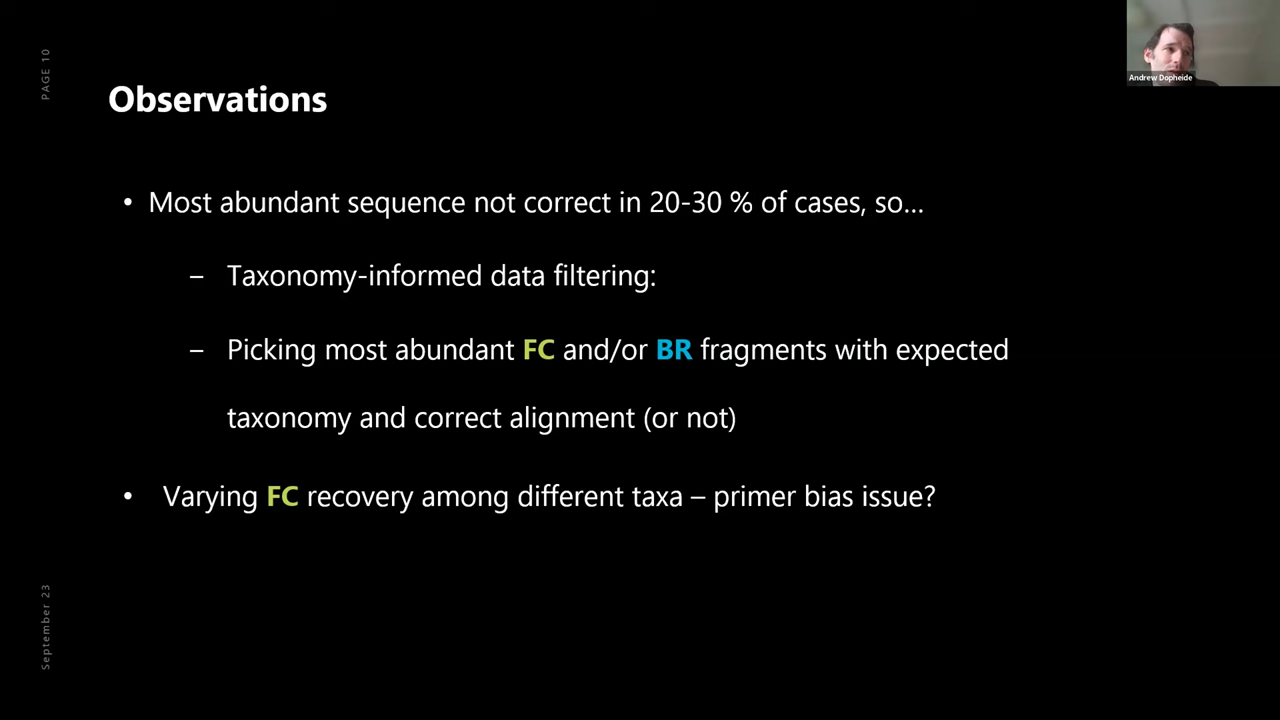 PAGE 10
Andrew Dopheide
Observations
• Most abundant sequence not correct in 20-30 % of cases, so…
– Taxonomy-informed data filtering:
– Picking most abundant FC and/or BR fragments with expected
taxonomy and correct alignment (or not)
• Varying FC recovery among different taxa – primer bias issue?
September 23